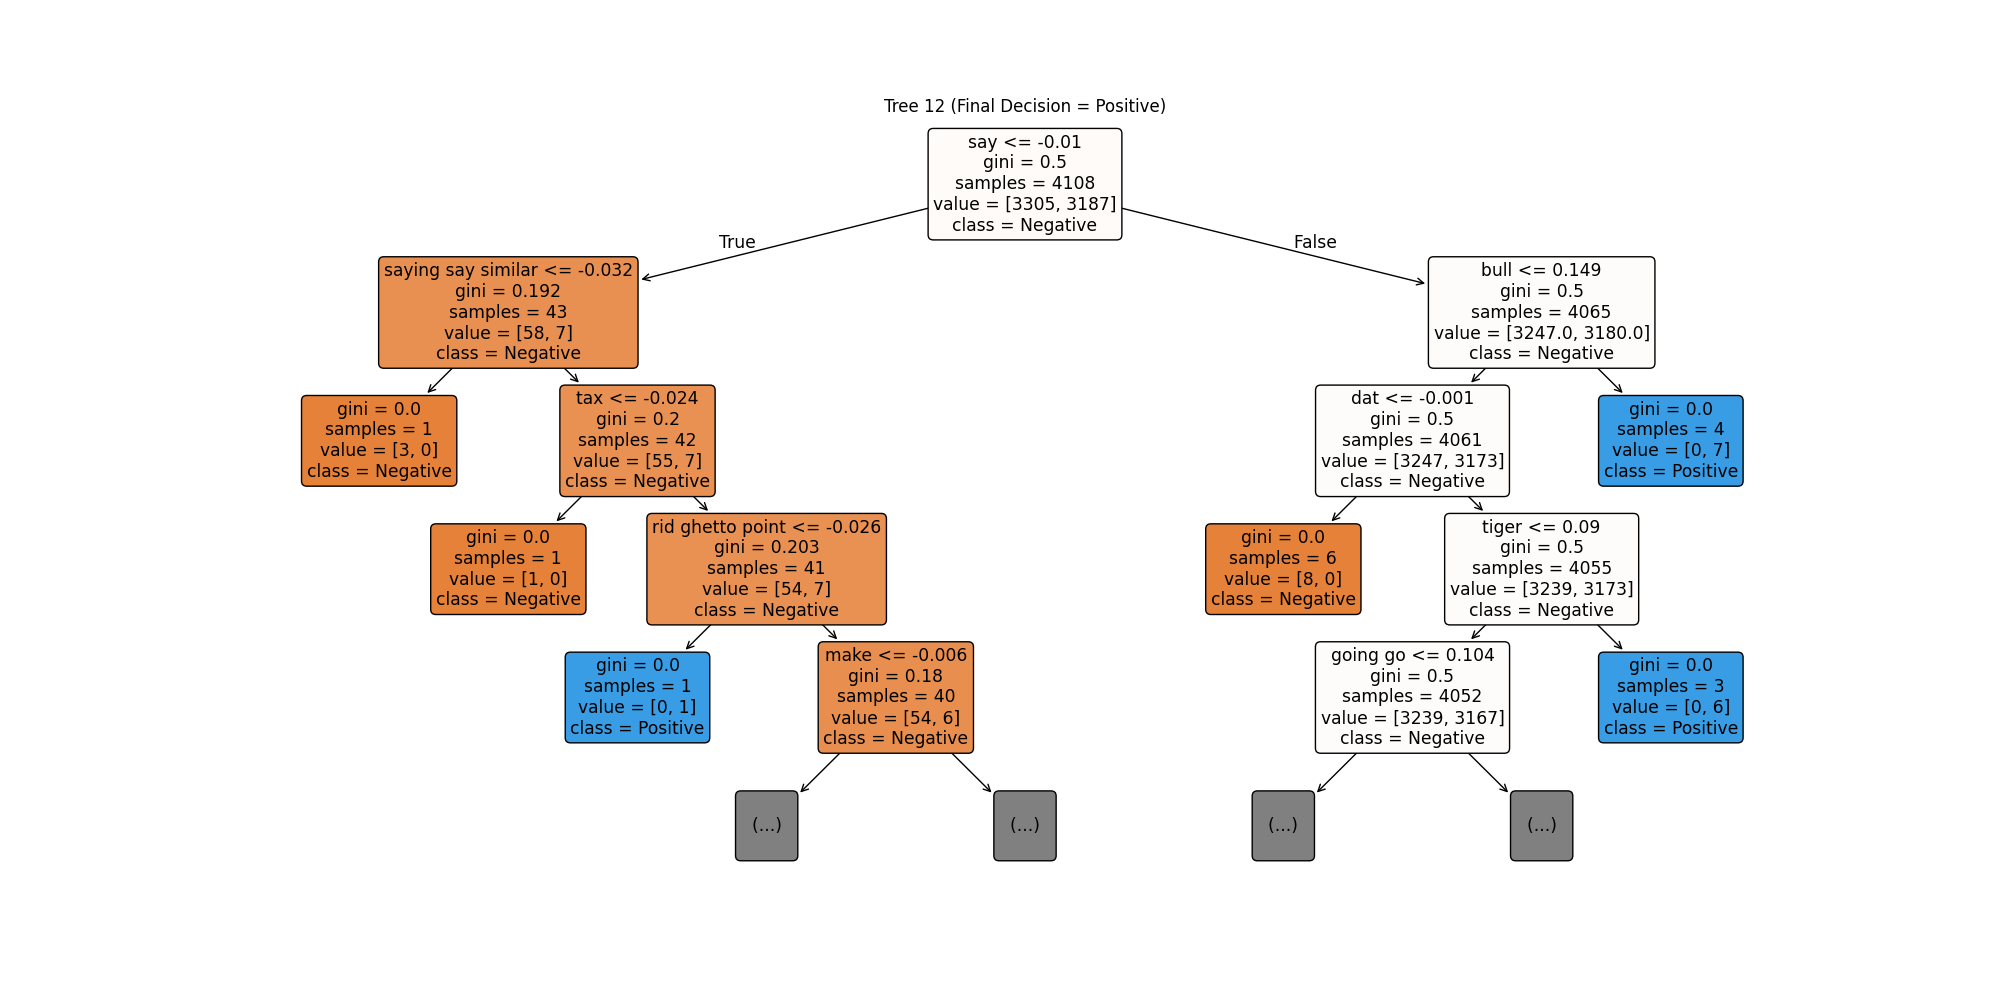 Tree 12 (Final Decision = Positive)
say <= -0.01
gini = 0.5
samples = 4108
value = [3305, 3187]
class = Negative
True
False
saying say similar <= -0.032
gini = 0.192
samples = 43
value = [58, 7]
class = Negative
bull <= 0.149
gini = 0.5
samples = 4065
value = [3247.0, 3180.0]
class = Negative
gini = 0.0
samples = 1
value = [3, 0]
class = Negative
tax <= -0.024
gini = 0.2
samples = 42
value = [55, 7]
class = Negative
dat <= -0.001
gini = 0.5
samples = 4061
value = [3247, 3173]
class = Negative
gini = 0.0
samples = 4
value = [0, 7]
class = Positive
gini = 0.0
samples = 1
value = [1, 0]
class = Negative
rid ghetto point <= -0.026
gini = 0.203
samples = 41
value = [54, 7]
class = Negative
gini = 0.0
samples = 6
value = [8, 0]
class = Negative
tiger <= 0.09
gini = 0.5
samples = 4055
value = [3239, 3173]
class = Negative
gini = 0.0
samples = 1
value = [0, 1]
class = Positive
make <= -0.006
gini = 0.18
samples = 40
value = [54, 6]
class = Negative
going go <= 0.104
gini = 0.5
samples = 4052
value = [3239, 3167]
class = Negative
gini = 0.0
samples = 3
value = [0, 6]
class = Positive
(...)
(...)
(...)
(...)